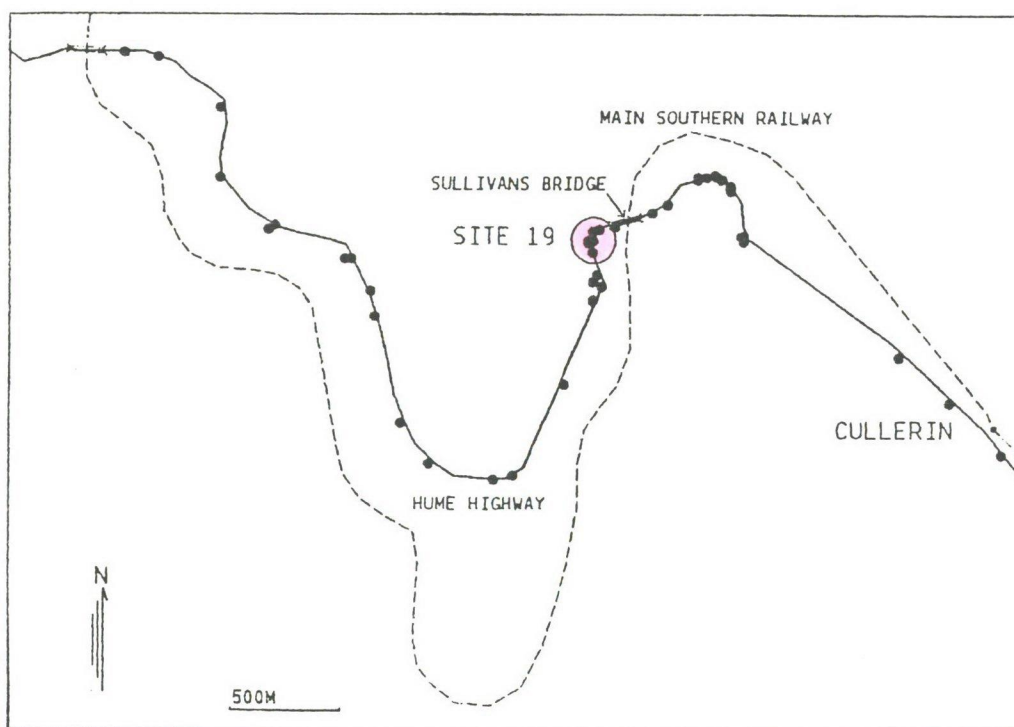 MAIN SOUTHERN RAILWAY
SULLIVANS BRIDGE
SITE 19
CULLERIN
HUME HIGHWAY
N
500M